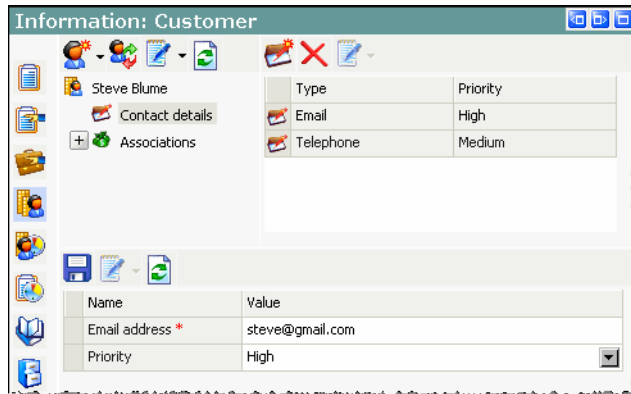 Information: Customer
Steve Blume
Contact details
Associations
Type Priority
Email High
Telephone Medium
Name Value
Email address * steve@gmail.com
Priority High